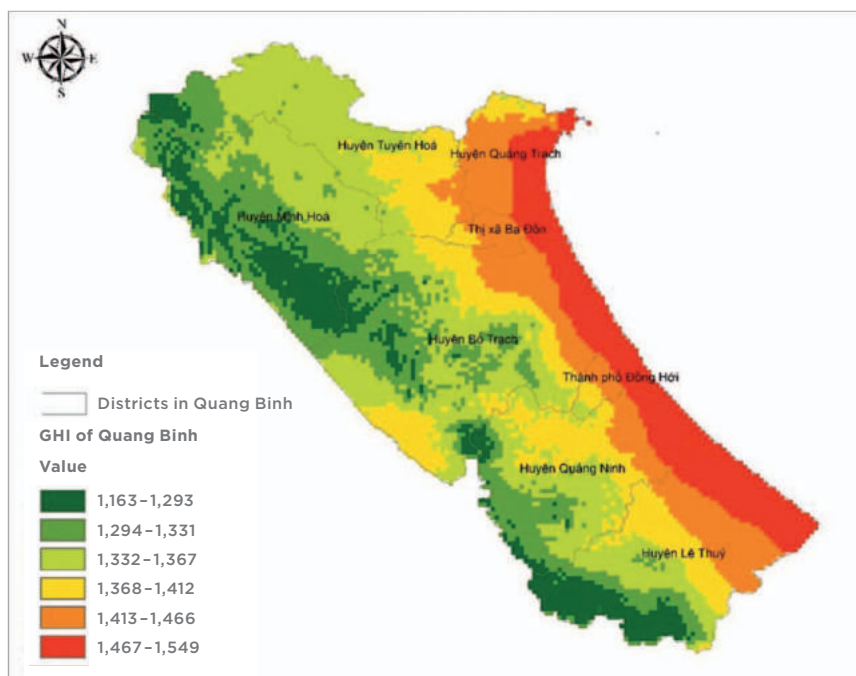 N
W E
S
Huyện Tuyên Hoá
Huyện Quảng Trạch
Huyện Minh Hoá
Thị xã Ba Đồn
Huyện Bố Trạch
Thành phố Đồng Hới
Huyện Quảng Ninh
Huyện Lệ Thuỷ
Legend
Districts in Quang Binh
GHI of Quang Binh
Value
1,163–1,293
1,294–1,331
1,332–1,367
1,368–1,412
1,413–1,466
1,467–1,549